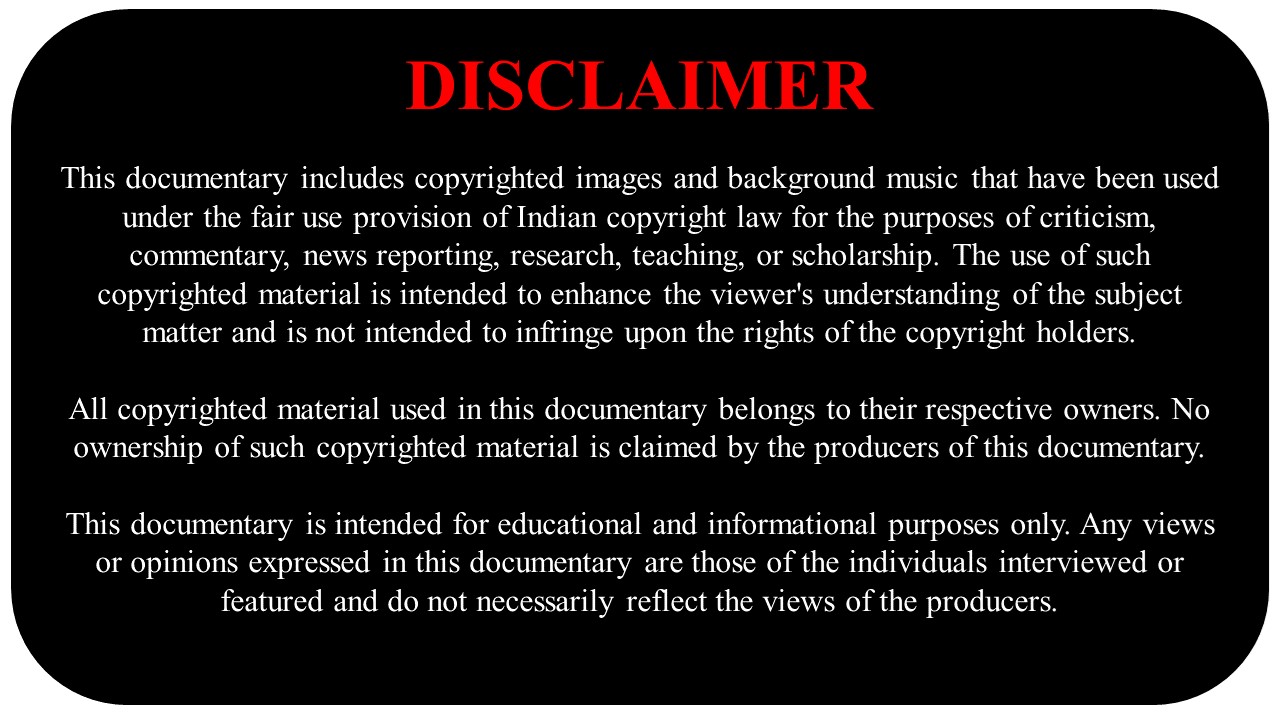 DISCLAIMER
This documentary includes copyrighted images and background music that have been used
under the fair use provision of Indian copyright law for the purposes of criticism,
commentary, news reporting, research, teaching, or scholarship. The use of such
copyrighted material is intended to enhance the viewer's understanding of the subject
matter and is not intended to infringe upon the rights of the copyright holders.
All copyrighted material used in this documentary belongs to their respective owners. No
ownership of such copyrighted material is claimed by the producers of this documentary.
This documentary is intended for educational and informational purposes only. Any views
or opinions expressed in this documentary are those of the individuals interviewed or
featured and do not necessarily reflect the views of the producers.